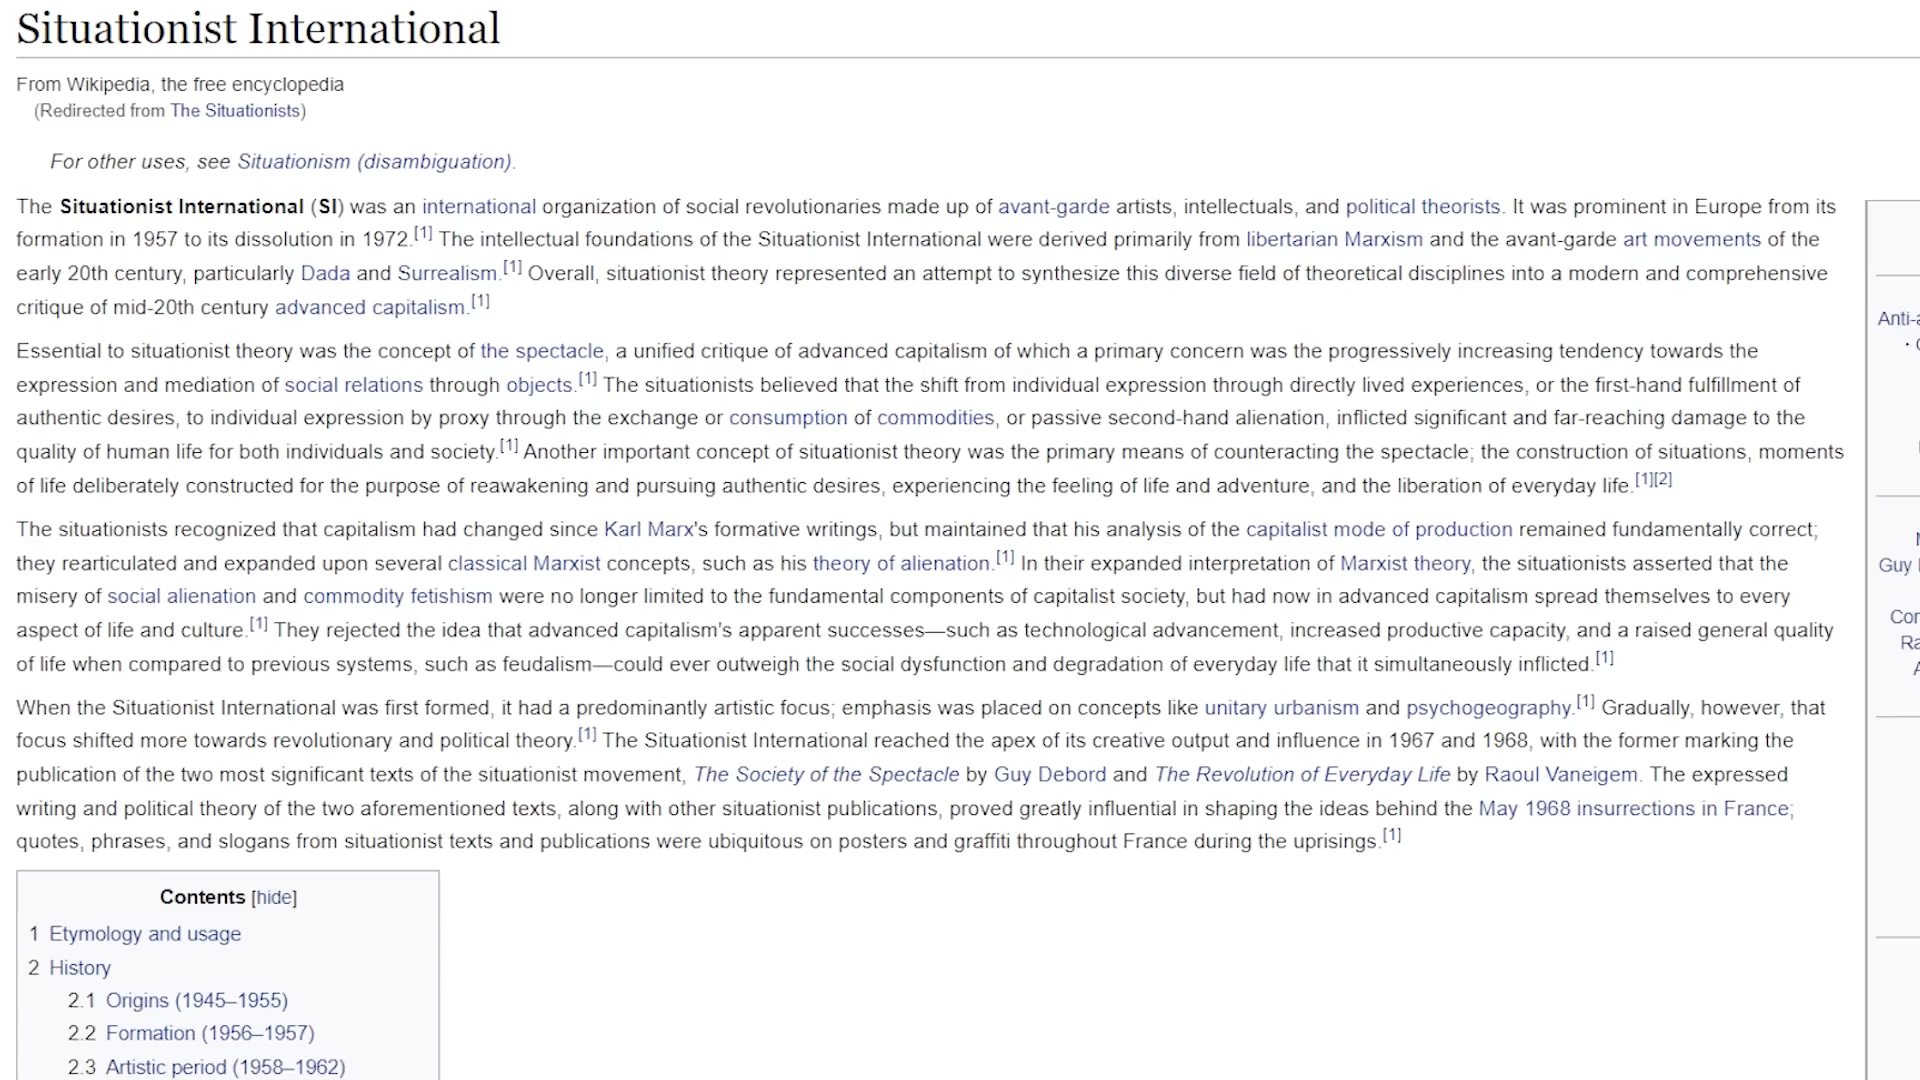 Situationist International
From Wikipedia, the free encyclopedia
(Redirected from The Situationists)
For other uses, see Situationism (disambiguation).
The Situationist International (SI) was an international organization of social revolutionaries made up of avant-garde artists, intellectuals, and political theorists. It was prominent in Europe from its
formation in 1957 to its dissolution in 1972.[1] The intellectual foundations of the Situationist International were derived primarily from libertarian Marxism and the avant-garde art movements of the
early 20th century, particularly Dada and Surrealism.[1] Overall, situationist theory represented an attempt to synthesize this diverse field of theoretical disciplines into a modern and comprehensive
critique of mid-20th century advanced capitalism.[1]
Essential to situationist theory was the concept of the spectacle, a unified critique of advanced capitalism of which a primary concern was the progressively increasing tendency towards the
expression and mediation of social relations through objects.[1] The situationists believed that the shift from individual expression through directly lived experiences, or the first-hand fulfillment of
authentic desires, to individual expression by proxy through the exchange or consumption of commodities, or passive second-hand alienation, inflicted significant and far-reaching damage to the
quality of human life for both individuals and society.[1] Another important concept of situationist theory was the primary means of counteracting the spectacle; the construction of situations, moments
of life deliberately constructed for the purpose of reawakening and pursuing authentic desires, experiencing the feeling of life and adventure, and the liberation of everyday life.[1][2]
The situationists recognized that capitalism had changed since Karl Marx's formative writings, but maintained that his analysis of the capitalist mode of production remained fundamentally correct;
they rearticulated and expanded upon several classical Marxist concepts, such as his theory of alienation.[1] In their expanded interpretation of Marxist theory, the situationists asserted that the
misery of social alienation and commodity fetishism were no longer limited to the fundamental components of capitalist society, but had now in advanced capitalism spread themselves to every
aspect of life and culture.[1] They rejected the idea that advanced capitalism's apparent successes—such as technological advancement, increased productive capacity, and a raised general quality
of life when compared to previous systems, such as feudalism—could ever outweigh the social dysfunction and degradation of everyday life that it simultaneously inflicted.[1]
When the Situationist International was first formed, it had a predominantly artistic focus; emphasis was placed on concepts like unitary urbanism and psychogeography.[1] Gradually, however, that
focus shifted more towards revolutionary and political theory.[1] The Situationist International reached the apex of its creative output and influence in 1967 and 1968, with the former marking the
publication of the two most significant texts of the situationist movement, The Society of the Spectacle by Guy Debord and The Revolution of Everyday Life by Raoul Vaneigem. The expressed
writing and political theory of the two aforementioned texts, along with other situationist publications, proved greatly influential in shaping the ideas behind the May 1968 insurrections in France;
quotes, phrases, and slogans from situationist texts and publications were ubiquitous on posters and graffiti throughout France during the uprisings.[1]
Contents [hide]
1 Etymology and usage
2 History
2.1 Origins (1945–1955)
2.2 Formation (1956–1957)
2.3 Artistic period (1958–1962)
Anti-
Guy